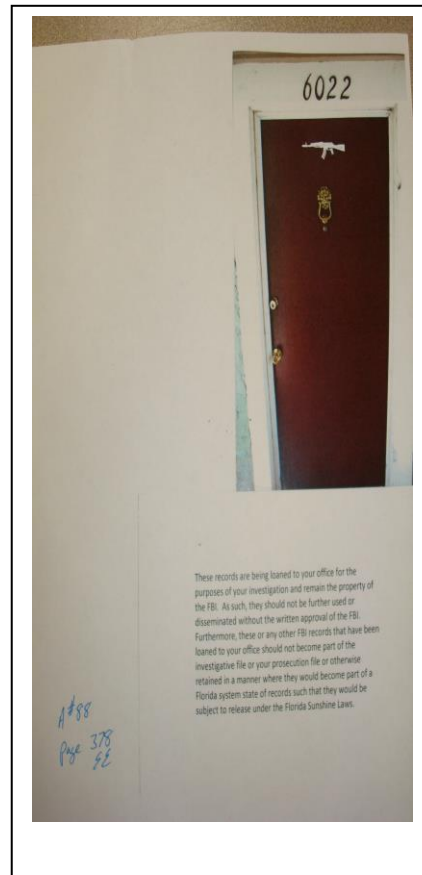 6022
These records are being loaned to your office for the
purposes of your investigation and remain the property of
the FBI. As such, they should not be further used or
disseminated without the written approval of the FBI.
Furthermore, these or any other FBI records that have been
loaned to your office should not become part of the
investigative file or your prosecution file or otherwise
retained in a manner where they would become part of a
Florida system state of records such that they would be
subject to release under the Florida Sunshine Laws.
A#88
page 378